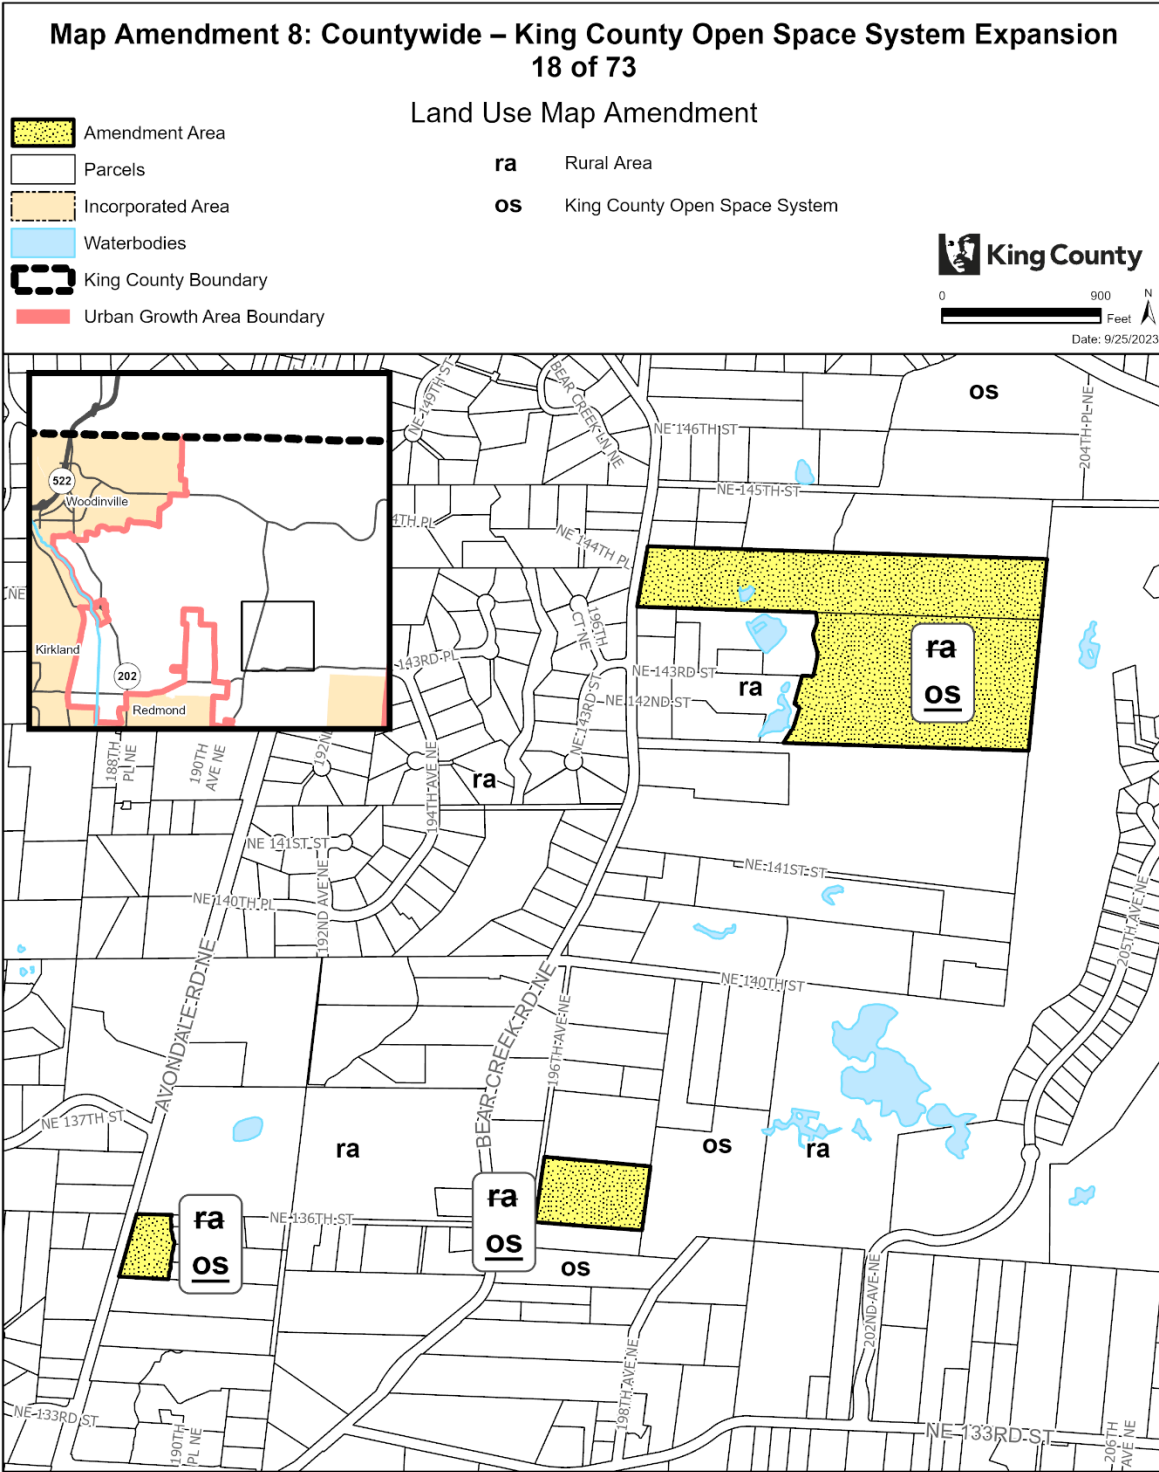 Map Amendment 8: Countywide – King County Open Space System Expansion
18 of 73
Land Use Map Amendment
Amendment Area
Parcels
Incorporated Area
Waterbodies
King County Boundary
Urban Growth Area Boundary
ra Rural Area
os King County Open Space System
King County
0 900
Feet
N
Date: 9/25/2023
522
Woodinville
Kirkland
202
Redmond
NE 149TH ST
BEAR CREEK LN NE
NE 146TH ST
os
204TH PL NE
NE 145TH ST
4TH PL
NE 144TH PL
NE
196TH
CT NE
143RD PL
NE 143RD ST
NE 143RD ST
NE 142ND ST
ra
ra
os
188TH
PL NE
190TH
AVE NE
192ND
194TH AVE NE
ra
NE 141ST ST
192ND AVE NE
NE 140TH PL
NE 141ST ST
205TH AVE NE
AVONDALE RD NE
BEAR CREEK RD NE
196TH AVE NE
NE 140TH ST
NE 137TH ST
ra
os
ra
ra
os
NE 136TH ST
ra
os
os
202ND AVE NE
198TH AVE NE
NE 133RD ST
190TH
PL NE
NE 133RD ST
206TH
AVE NE